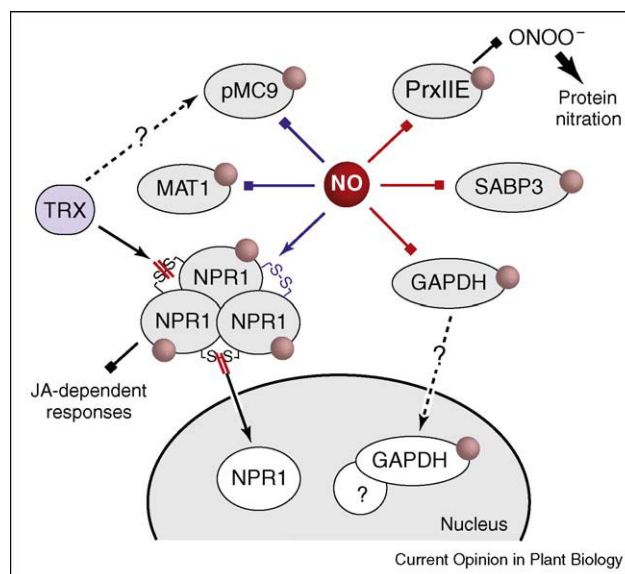 ONOO⁻
pMC9
PrxIIE
Protein
nitration
?
MAT1
NO
SABP3
TRX
S-S
NPR1
S-S
GAPDH
NPR1
NPR1
S-S
?
JA-dependent
responses
NPR1
GAPDH
?
Nucleus
Current Opinion in Plant Biology